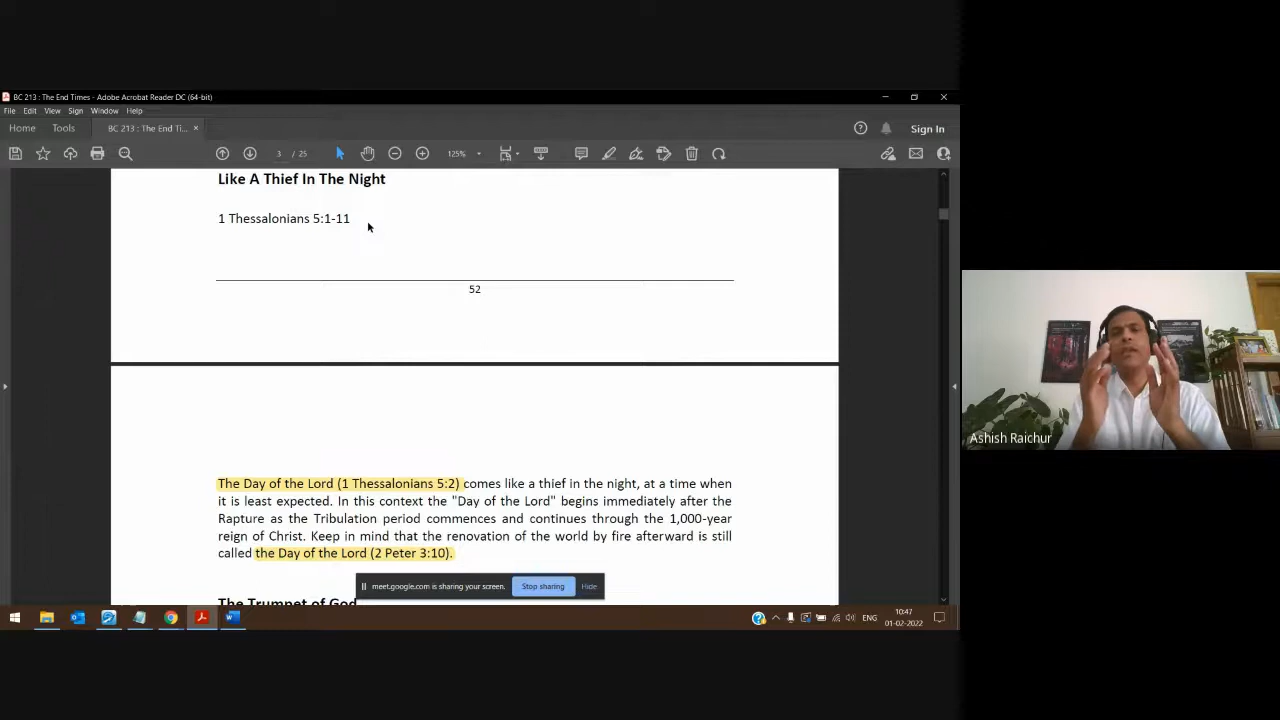 BC 213 : The End Times - Adobe Acrobat Reader DC (64-bit)
File Edit View Sign Window Help
Home Tools BC 213 : The End Ti... × Sign In
3 / 25 125%
Like A Thief In The Night
1 Thessalonians 5:1-11
52
The Day of the Lord (1 Thessalonians 5:2) comes like a thief in the night, at a time when
it is least expected. In this context the "Day of the Lord" begins immediately after the
Rapture as the Tribulation period commences and continues through the 1,000-year
reign of Christ. Keep in mind that the renovation of the world by fire afterward is still
called the Day of the Lord (2 Peter 3:10).
meet.google.com is sharing your screen. Stop sharing Hide
The Trumpet of God
Ashish Raichur
ENG
10:47
01-02-2022